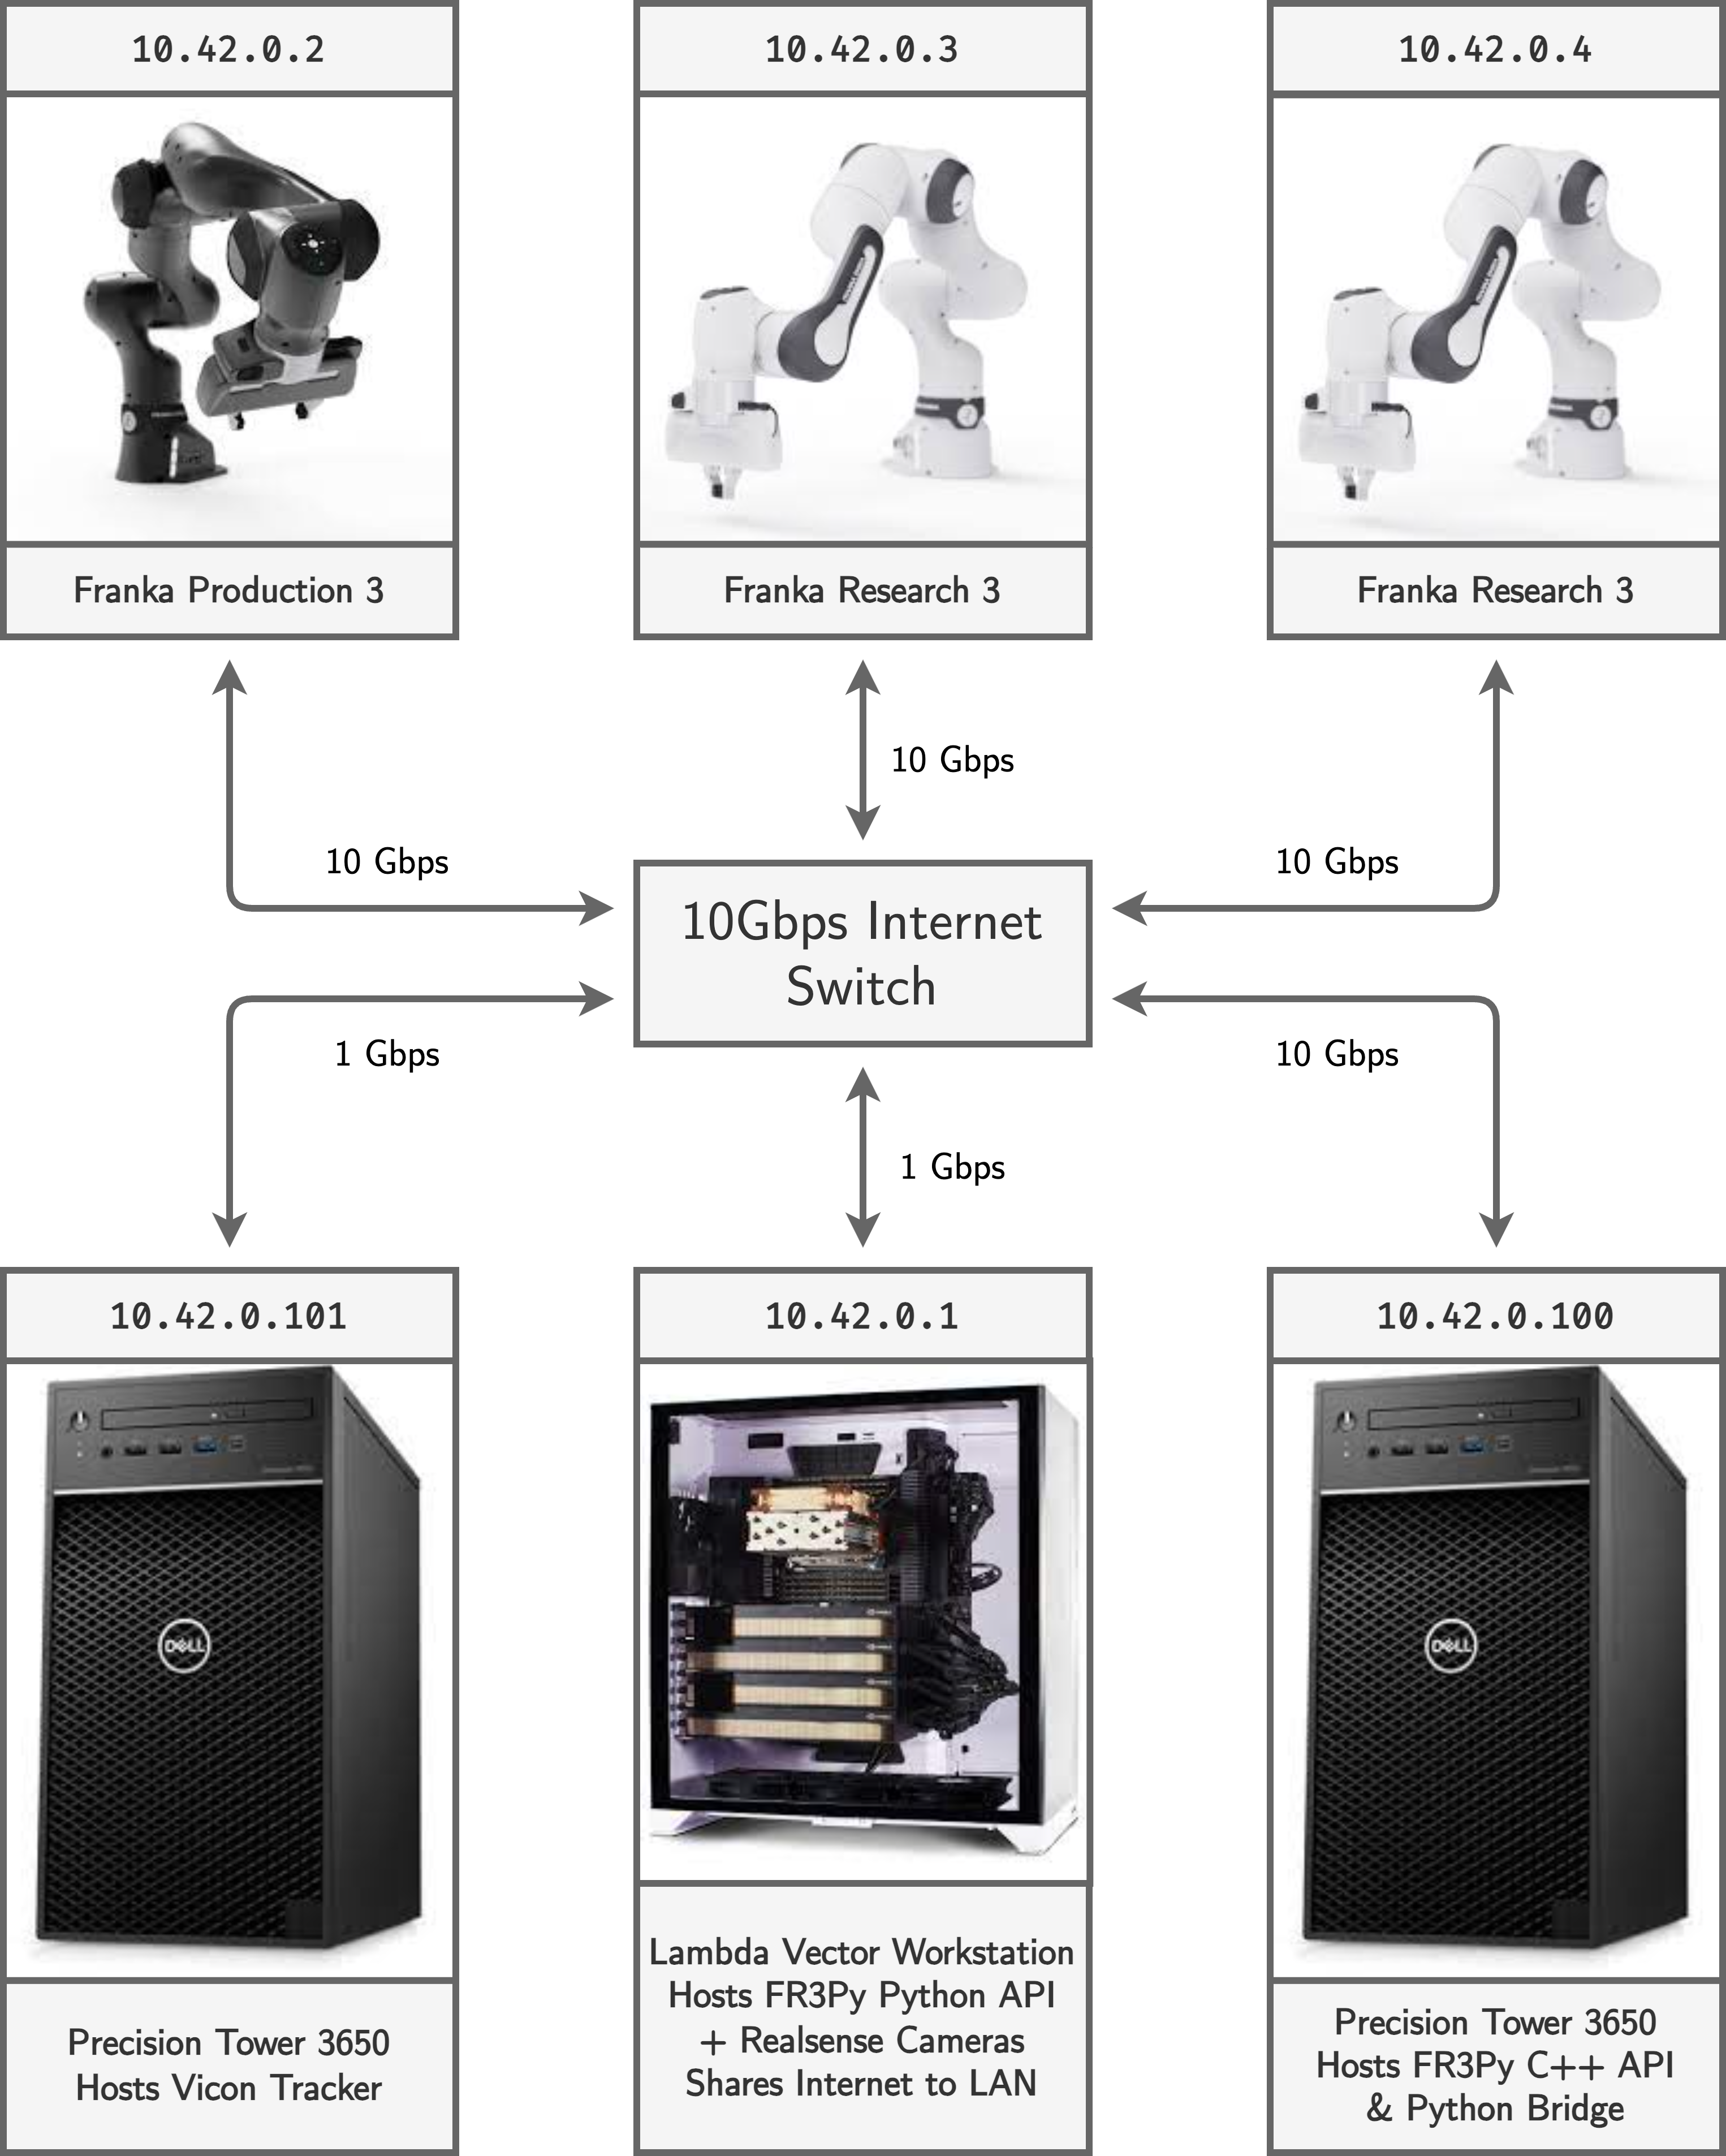 10.42.0.2
10.42.0.3
10.42.0.4
Franka Production 3
Franka Research 3
Franka Research 3
10 Gbps
10 Gbps
10 Gbps
10Gbps Internet
Switch
1 Gbps
10 Gbps
1 Gbps
10.42.0.101
10.42.0.1
10.42.0.100
DELL
DELL
Precision Tower 3650
Hosts Vicon Tracker
Lambda Vector Workstation
Hosts FR3Py Python API
+ Realsense Cameras
Shares Internet to LAN
Precision Tower 3650
Hosts FR3Py C++ API
& Python Bridge